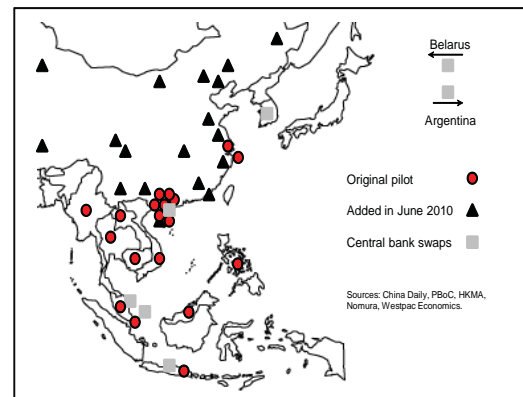 Belarus
Argentina
Original pilot
Added in June 2010
Central bank swaps
Sources: China Daily, PBoC, HKMA,
Nomura, Westpac Economics.